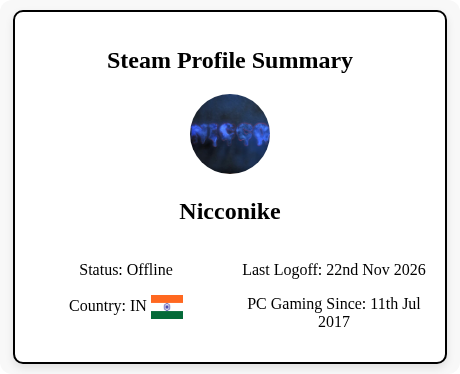 Steam Profile Summary
Nicconike
Status: Offline
Last Logoff: 22nd Nov 2026
Country: IN
PC Gaming Since: 11th Jul
2017